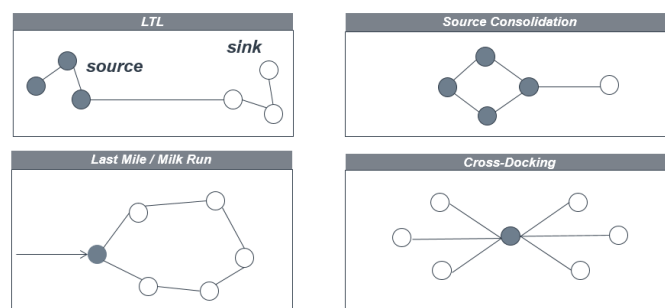 LTL
source
sink
Source Consolidation
Last Mile / Milk Run
Cross-Docking